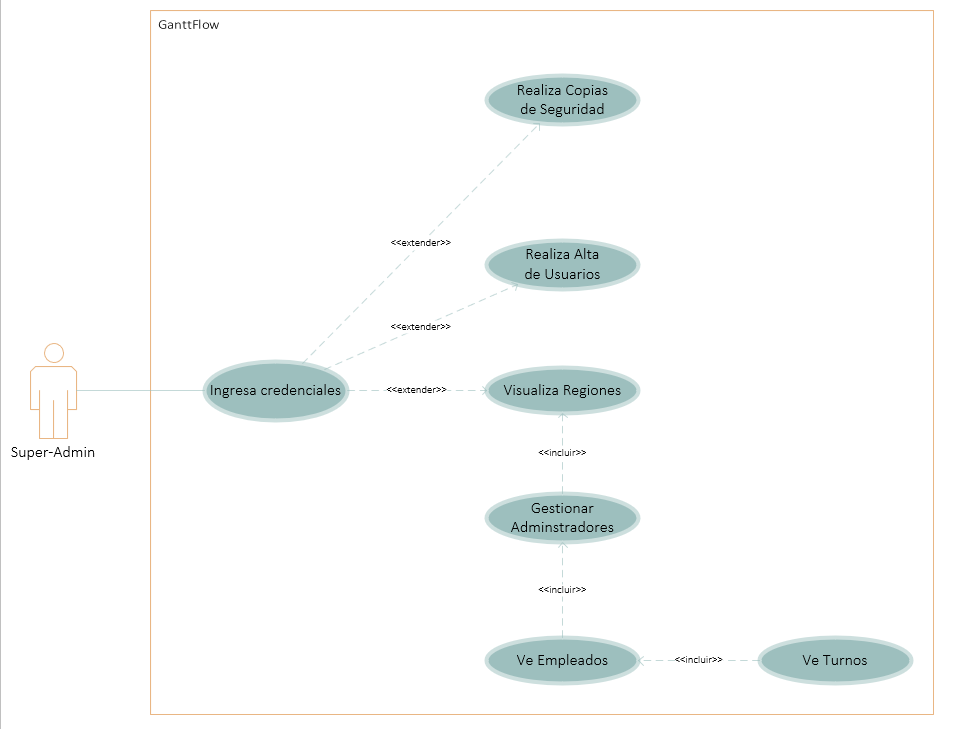 GanttFlow
Realiza Copias
de Seguridad
<<extender>>
Realiza Alta
de Usuarios
<<extender>>
Ingresa credenciales
<<extender>>
Visualiza Regiones
Super-Admin
<<incluir>>
Gestionar
Adminstradores
<<incluir>>
Ve Empleados
<<incluir>>
Ve Turnos